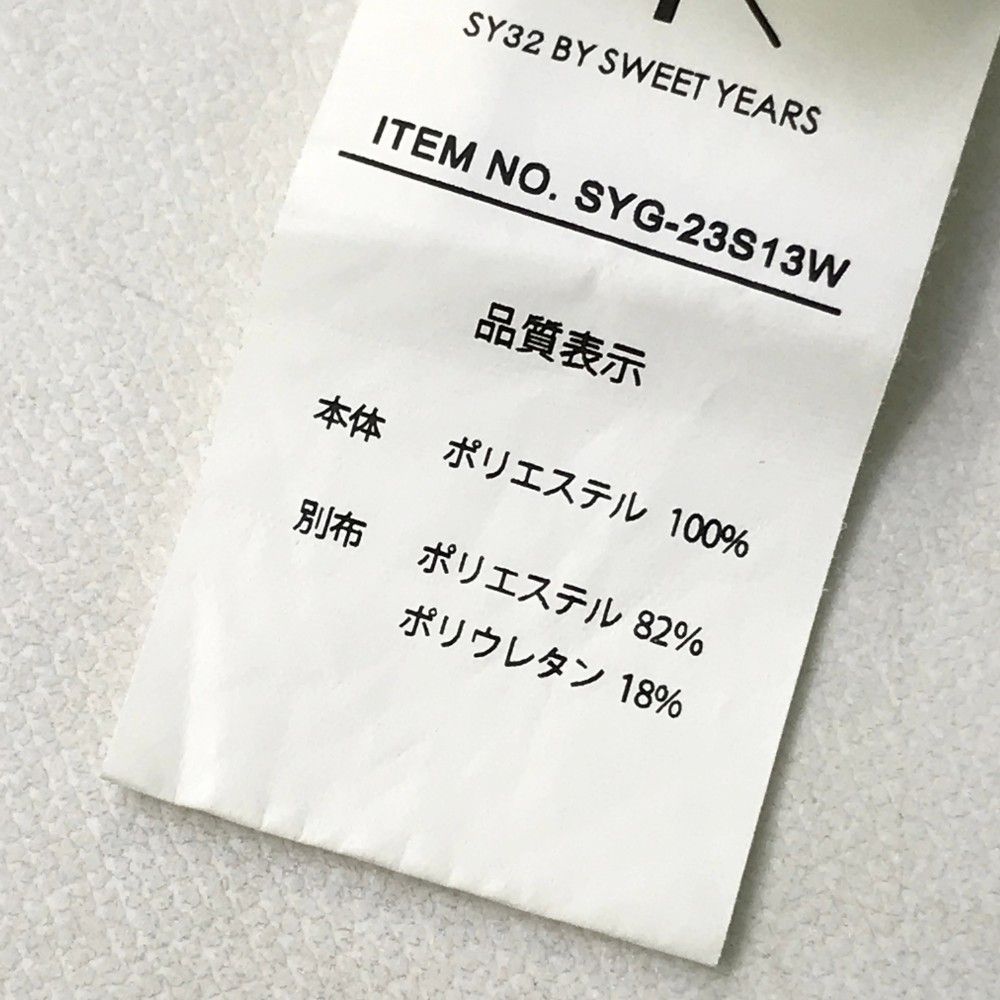 SY32 BY SWEET YEARS
ITEM NO. SYG-23S13W
品質表示
本体 ポリエステル 100%
別布 ポリエステル 82%
ポリウレタン 18%